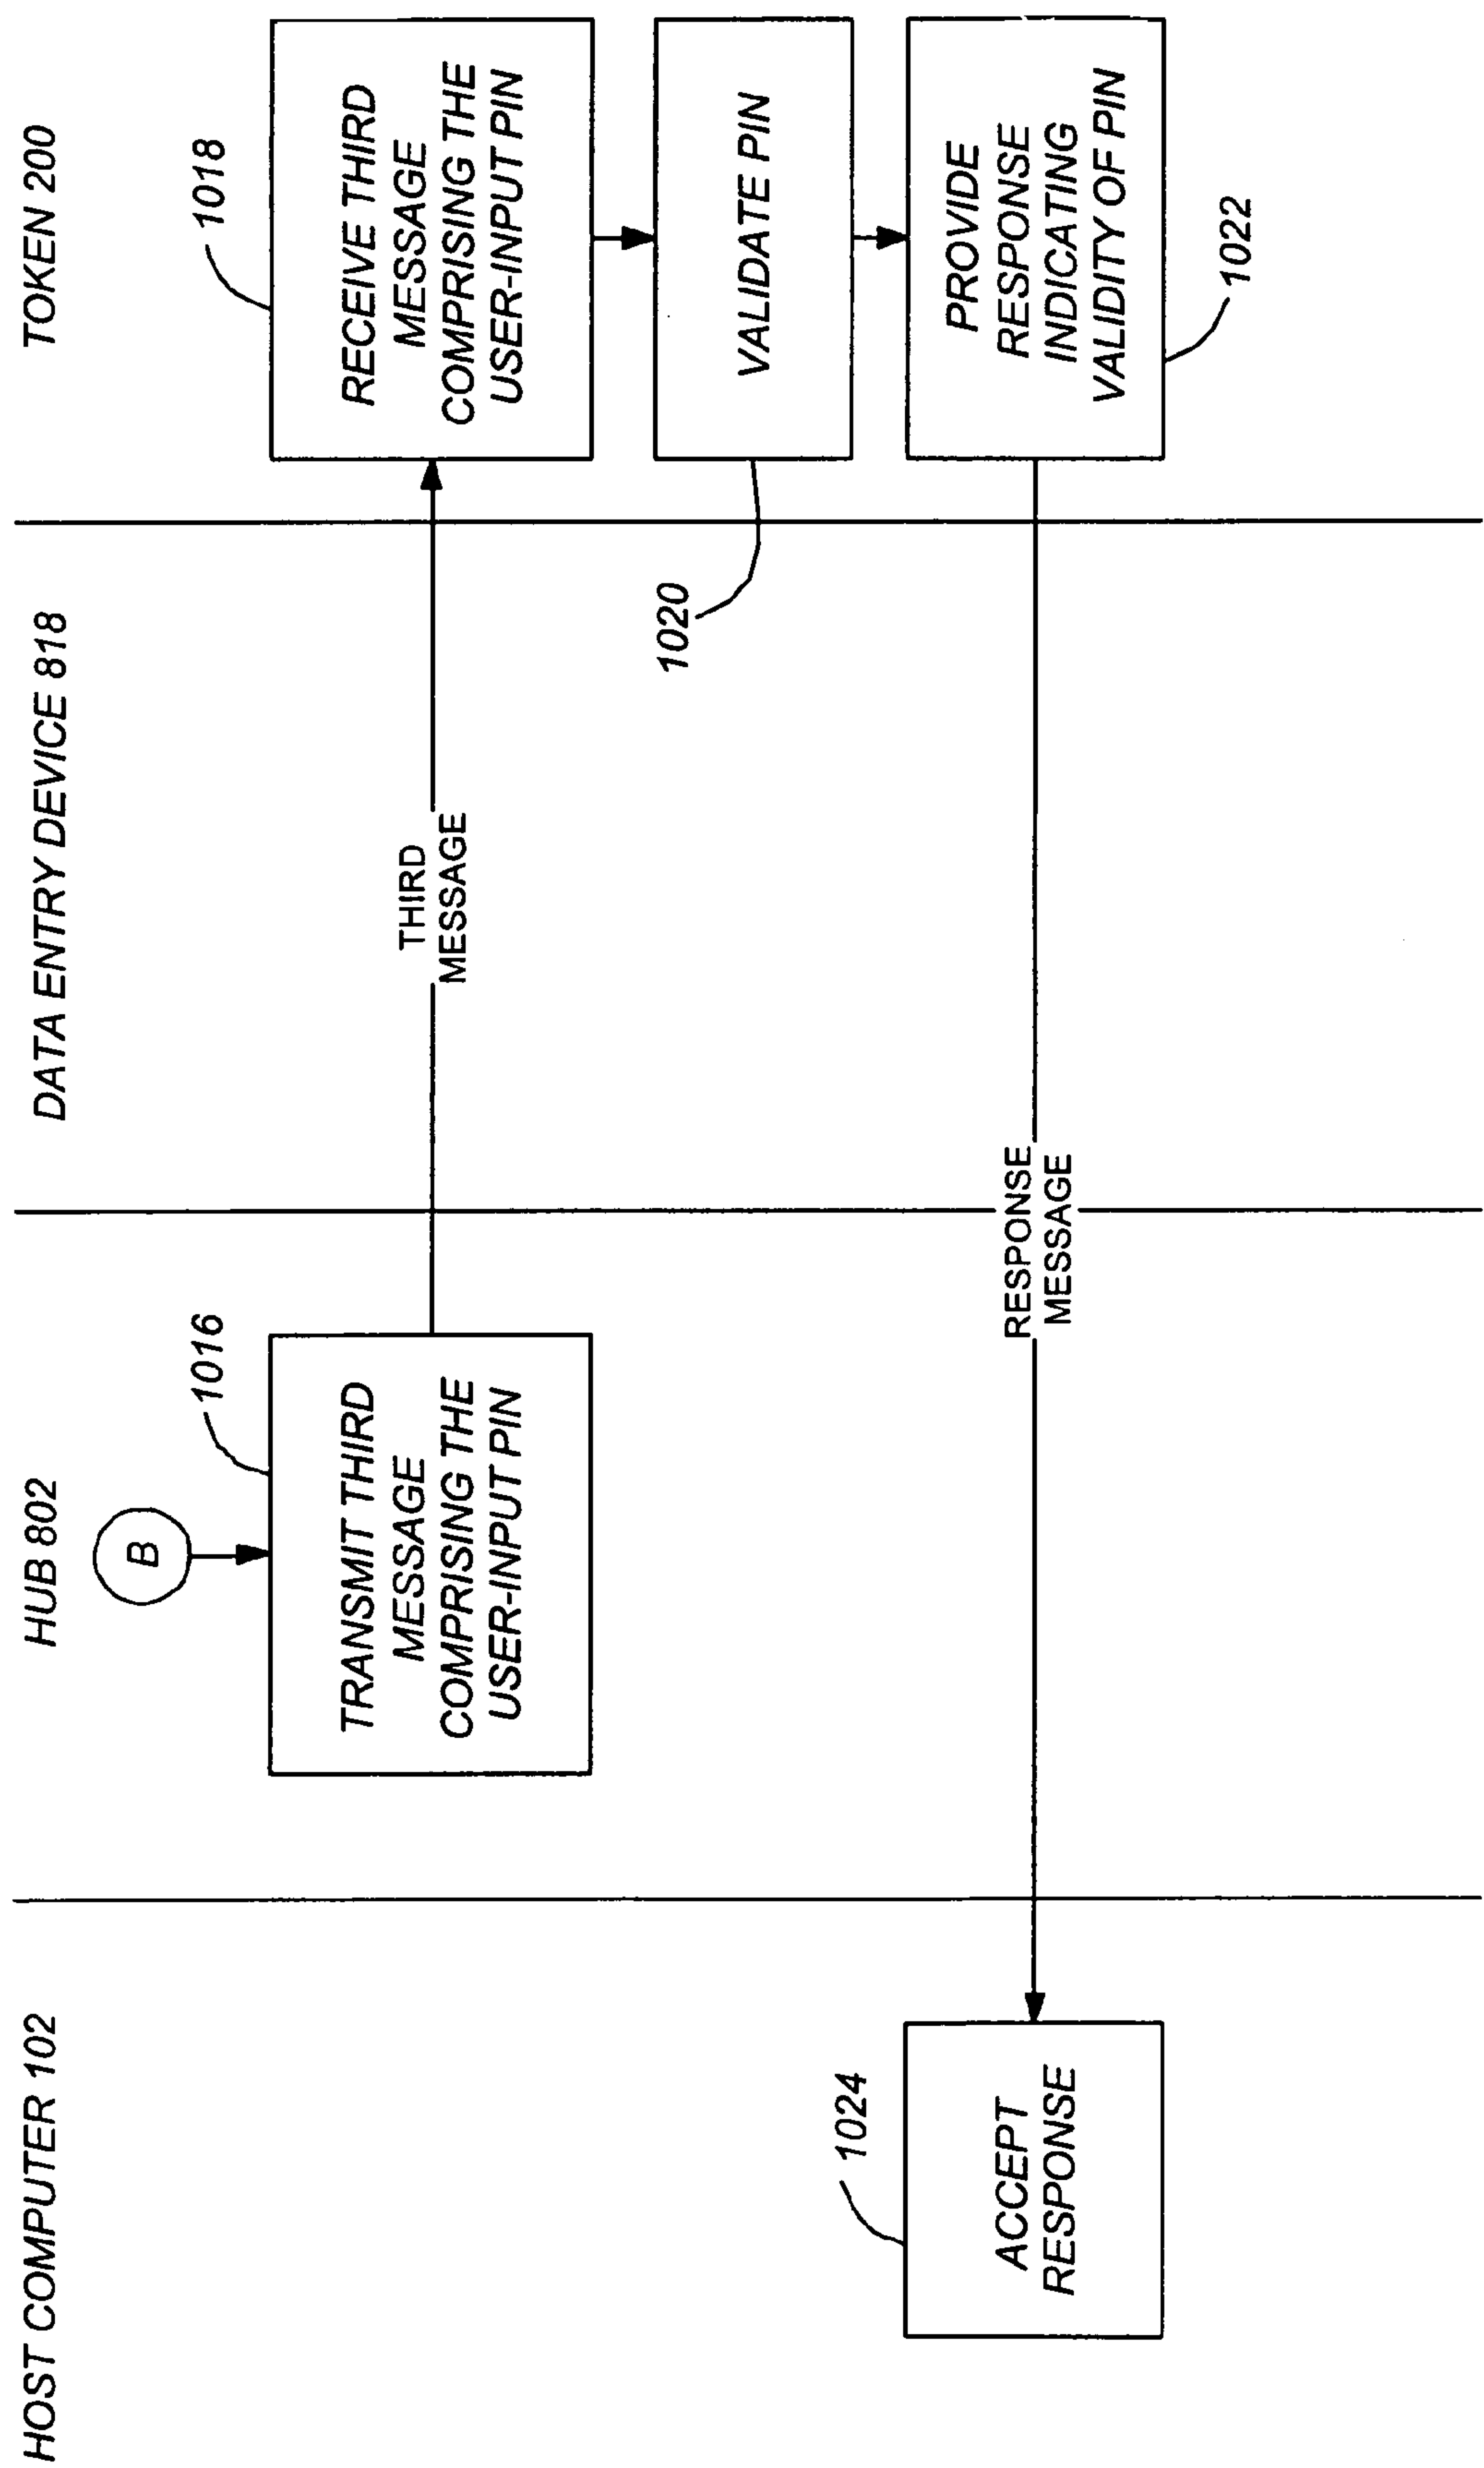 HOST COMPUTER 102
HUB 802
DATA ENTRY DEVICE 818
TOKEN 200
B
1016
TRANSMIT THIRD
MESSAGE
COMPRISING THE
USER-INPUT PIN
THIRD
MESSAGE
1018
RECEIVE THIRD
MESSAGE
COMPRISING THE
USER-INPUT PIN
1020
VALIDATE PIN
1024
ACCEPT
RESPONSE
RESPONSE
MESSAGE
PROVIDE
RESPONSE
INDICATING
VALIDITY OF PIN
1022